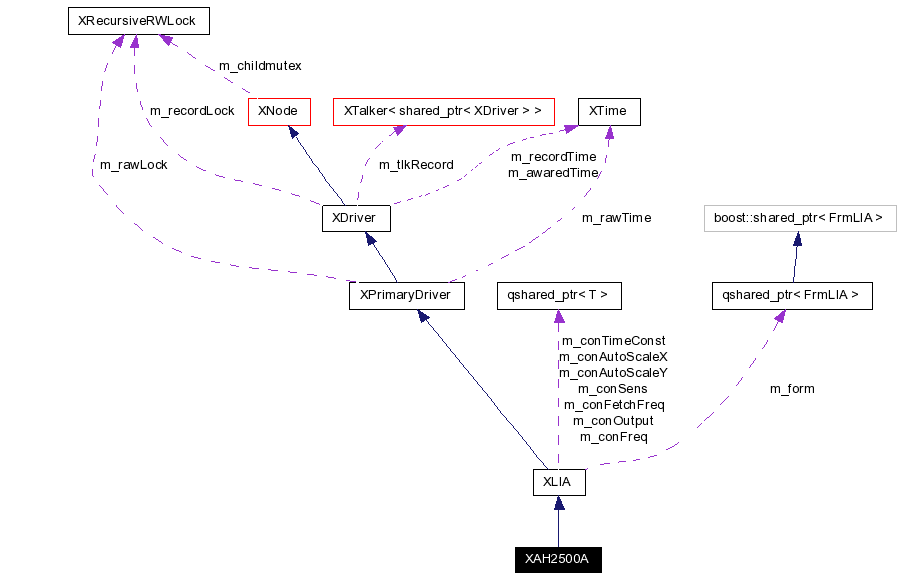 XRecursiveRWLock
m_childmutex
XNode
XTalker< shared_ptr< XDriver > >
XTime
m_recordLock
m_rawLock
m_tlkRecord
m_recordTime
m_awaredTime
XDriver
m_rawTime
boost::shared_ptr< FrmLIA >
XPrimaryDriver
qshared_ptr< T >
qshared_ptr< FrmLIA >
m_conTimeConst
m_conAutoScaleX
m_conAutoScaleY
m_conSens
m_conFetchFreq
m_conOutput
m_conFreq
m_form
XLIA
XAH2500A